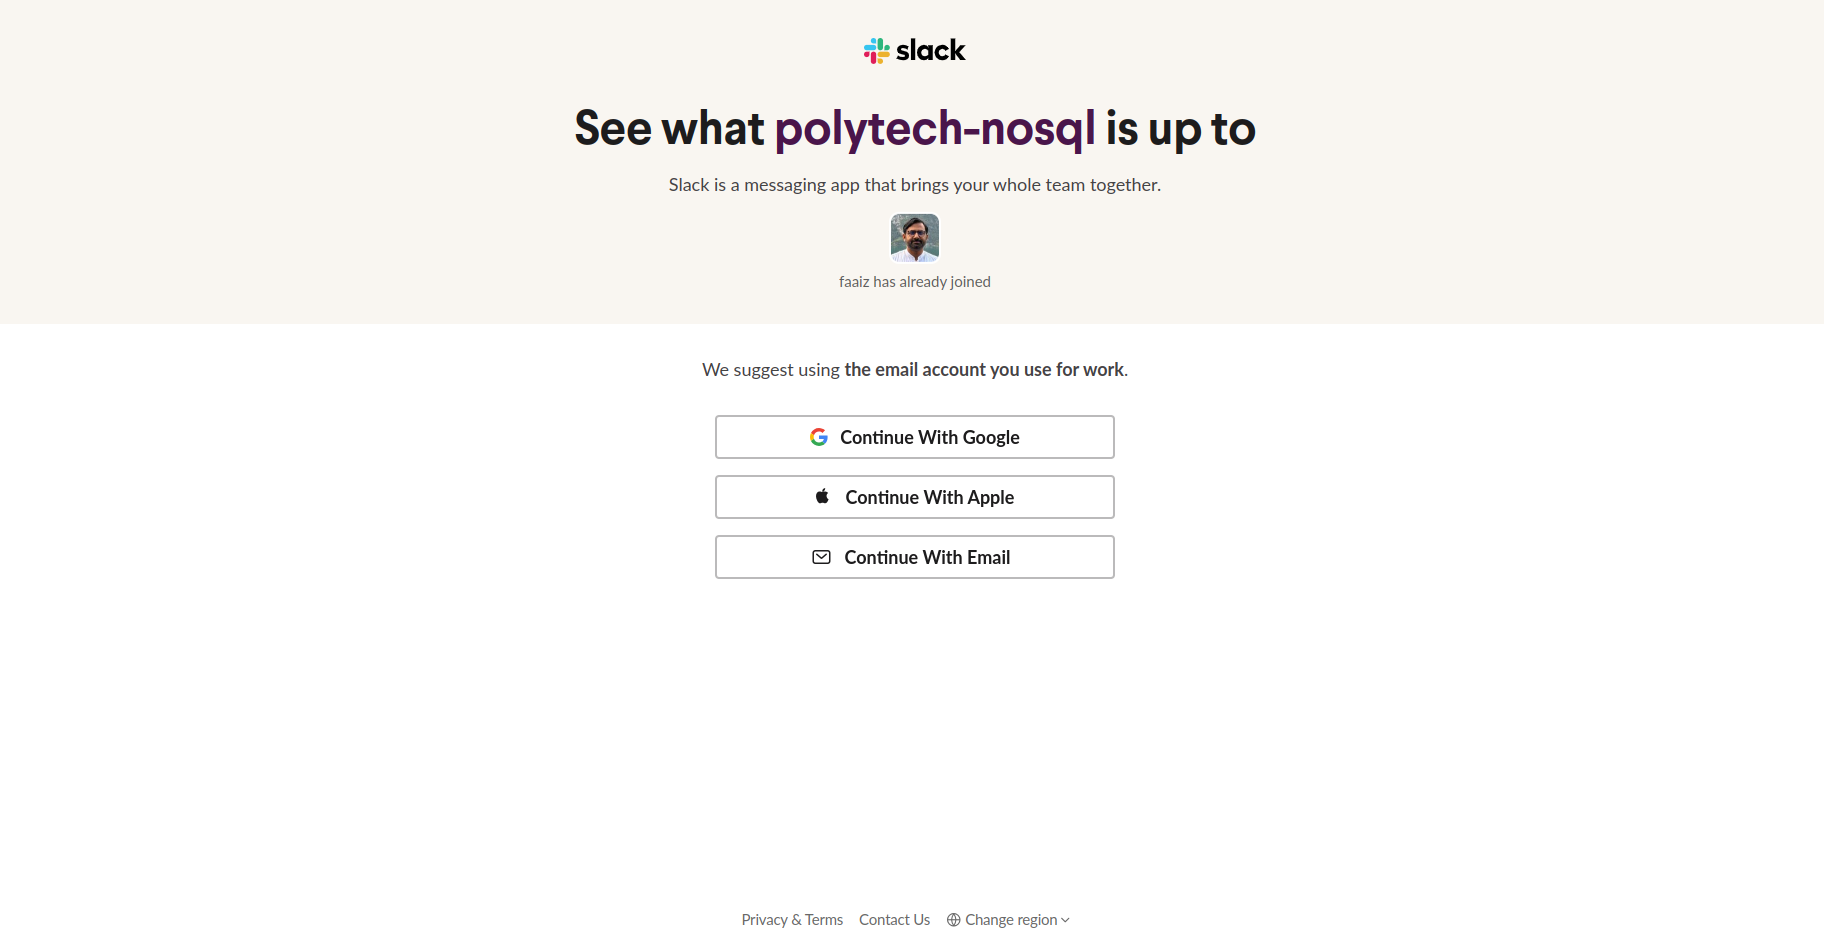 slack
See what polytech-nosql is up to
Slack is a messaging app that brings your whole team together.
faaiz has already joined
We suggest using the email account you use for work.
Continue With Google
Continue With Apple
Continue With Email
Privacy & Terms Contact Us Change region